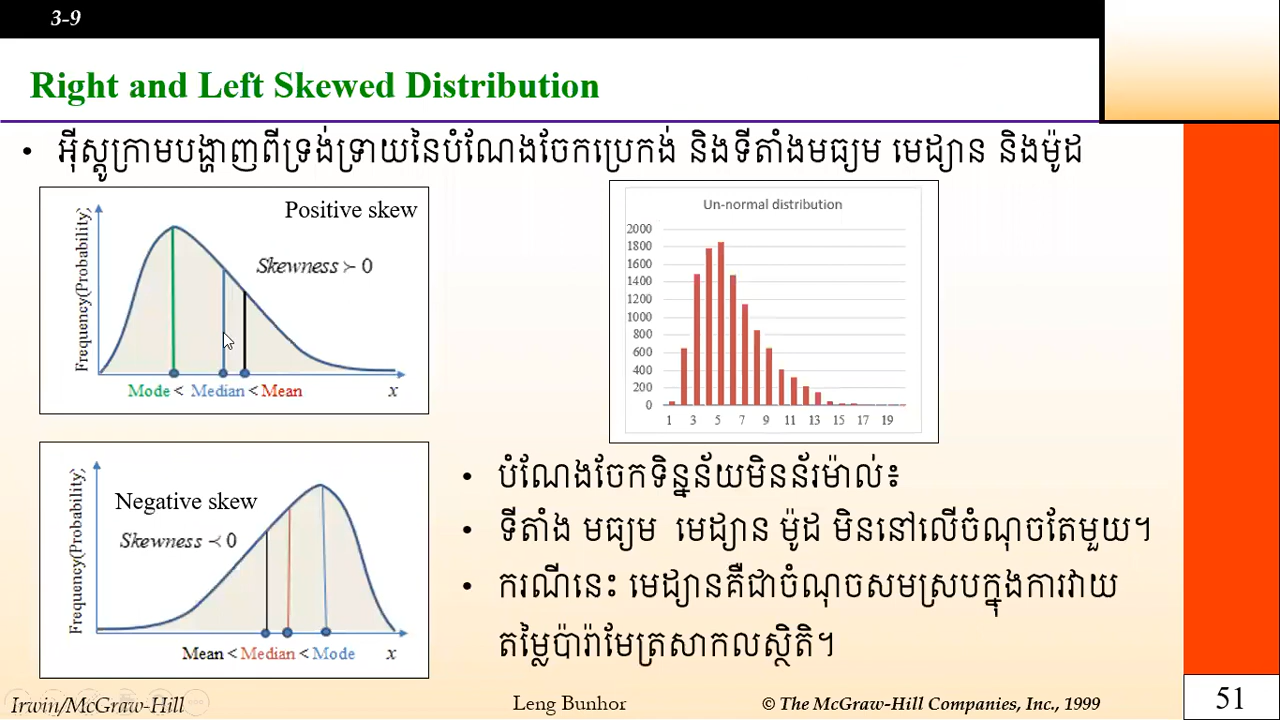 3-9
Right and Left Skewed Distribution
• អ៊ីស្តូក្រាមបង្ហាញពីទ្រង់ទ្រាយនៃបំណែងចែកប្រេកង់ និងទីតាំងមធ្យម មេដ្យាន និងម៉ូដ
Positive skew
Skewness ≻ 0
Frequency(Probability)
Mode < Median < Mean
x
Un-normal distribution
2000
1800
1600
1400
1200
1000
800
600
400
200
0
1 3 5 7 9 11 13 15 17 19
Negative skew
Skewness ≺ 0
Frequency(Probability)
Mean < Median < Mode
x
• បំណែងចែកទិន្នន័យមិនន័រម៉ាល់៖
• ទីតាំង មធ្យម មេដ្យាន ម៉ូដ មិននៅលើចំណុចតែមួយ។
• ករណីនេះ មេដ្យានគឺជាចំណុចសមស្របក្នុងការវាយ
តម្លៃប៉ារ៉ាមែត្រសាកលស្ថិតិ។
Irwin/McGraw-Hill
Leng Bunhor
© The McGraw-Hill Companies, Inc., 1999
51